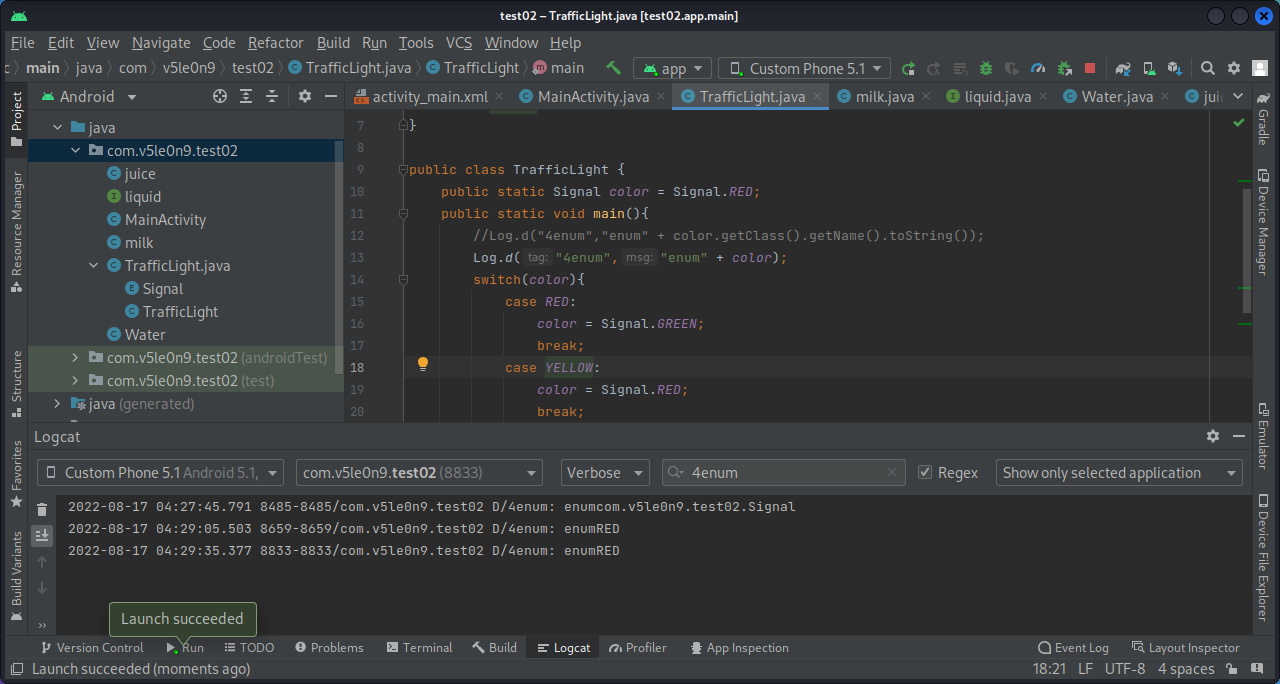 test02 – TrafficLight.java [test02.app.main]
File Edit View Navigate Code Refactor Build Run Tools VCS Window Help
main java com v5le0n9 test02 TrafficLight.java TrafficLight main app Custom Phone 5.1
Project
Resource Manager
Structure
Favorites
Build Variants
Android
java
com.v5le0n9.test02
juice
liquid
MainActivity
milk
TrafficLight.java
Signal
TrafficLight
Water
com.v5le0n9.test02 (androidTest)
com.v5le0n9.test02 (test)
java (generated)
activity_main.xml MainActivity.java TrafficLight.java milk.java liquid.java Water.java
7 }
8
9 public class TrafficLight {
10 public static Signal color = Signal.RED;
11 public static void main(){
12 //Log.d("4enum","enum" + color.getClass().getName().toString());
13 Log.d( tag: "4enum", msg: "enum" + color);
14 switch(color){
15 case RED:
16 color = Signal.GREEN;
17 break;
18 case YELLOW:
19 color = Signal.RED;
20 break;
Gradle
Device Manager
Emulator
Device File Explorer
Logcat
Custom Phone 5.1 Android 5.1, com.v5le0n9.test02 (8833) Verbose 4enum Regex Show only selected application
2022-08-17 04:27:45.791 8485-8485/com.v5le0n9.test02 D/4enum: enumcom.v5le0n9.test02.Signal
2022-08-17 04:29:05.503 8659-8659/com.v5le0n9.test02 D/4enum: enumRED
2022-08-17 04:29:35.377 8833-8833/com.v5le0n9.test02 D/4enum: enumRED
Launch succeeded
Version Control Run TODO Problems Terminal Build Logcat Profiler App Inspection Event Log Layout Inspector
Launch succeeded (moments ago) 18:21 LF UTF-8 4 spaces